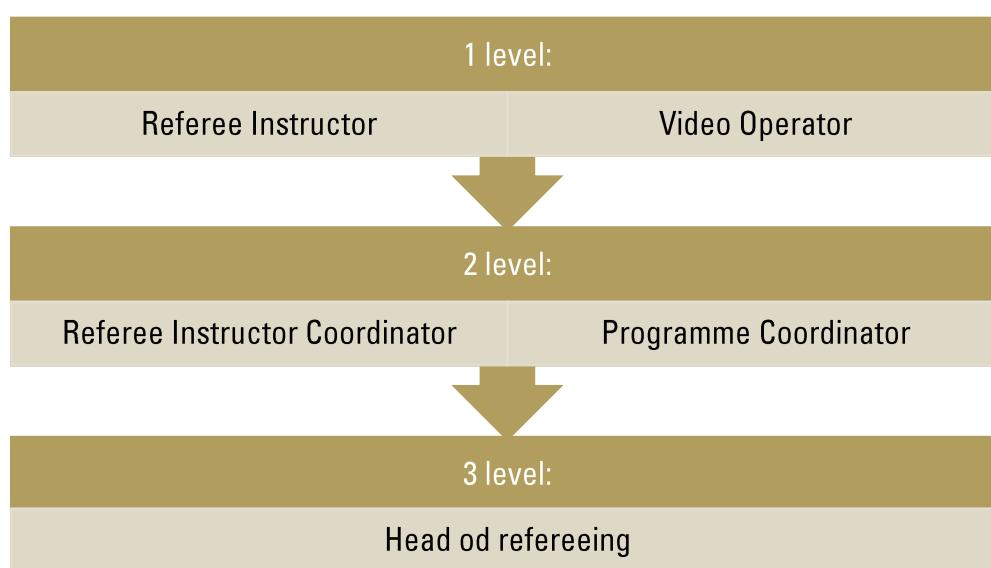 1 level:
Referee Instructor
Video Operator
2 level:
Referee Instructor Coordinator
Programme Coordinator
3 level:
Head od refereeing